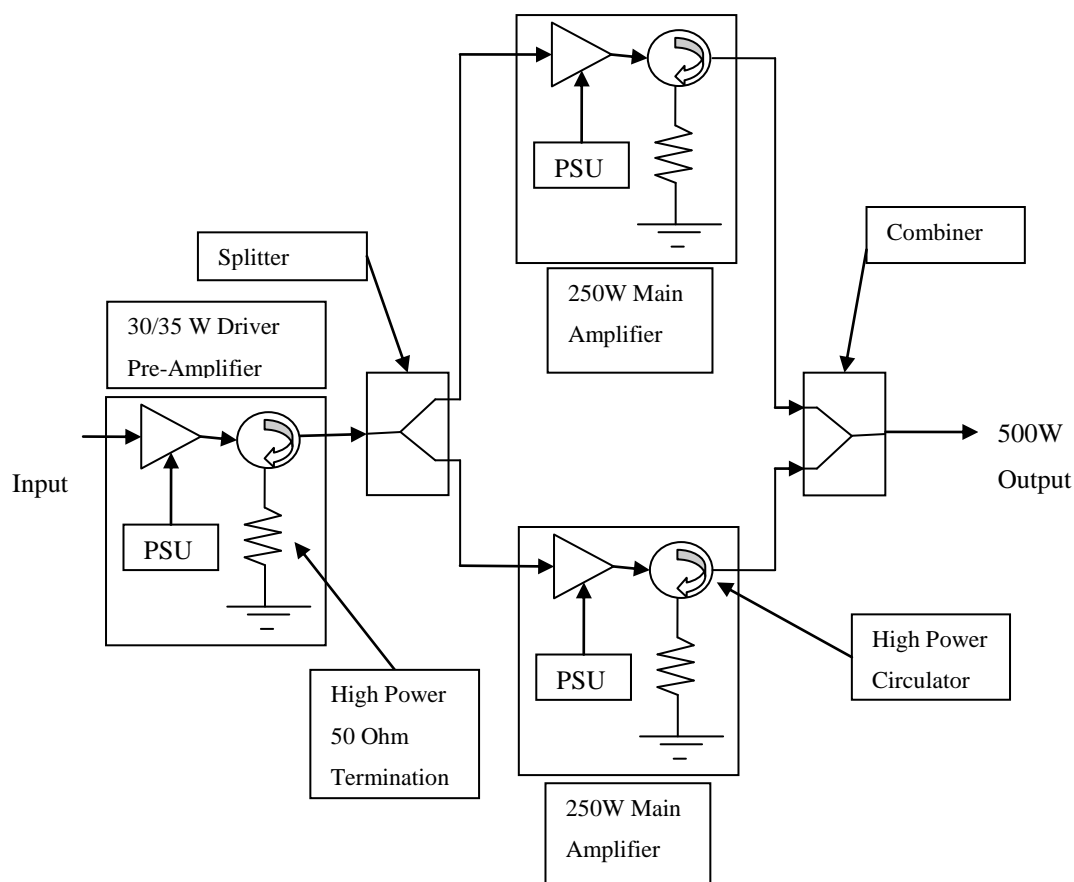 PSU
Splitter
Combiner
250W Main
Amplifier
30/35 W Driver
Pre-Amplifier
Input
500W
Output
PSU
PSU
High Power
50 Ohm
Termination
High Power
Circulator
250W Main
Amplifier